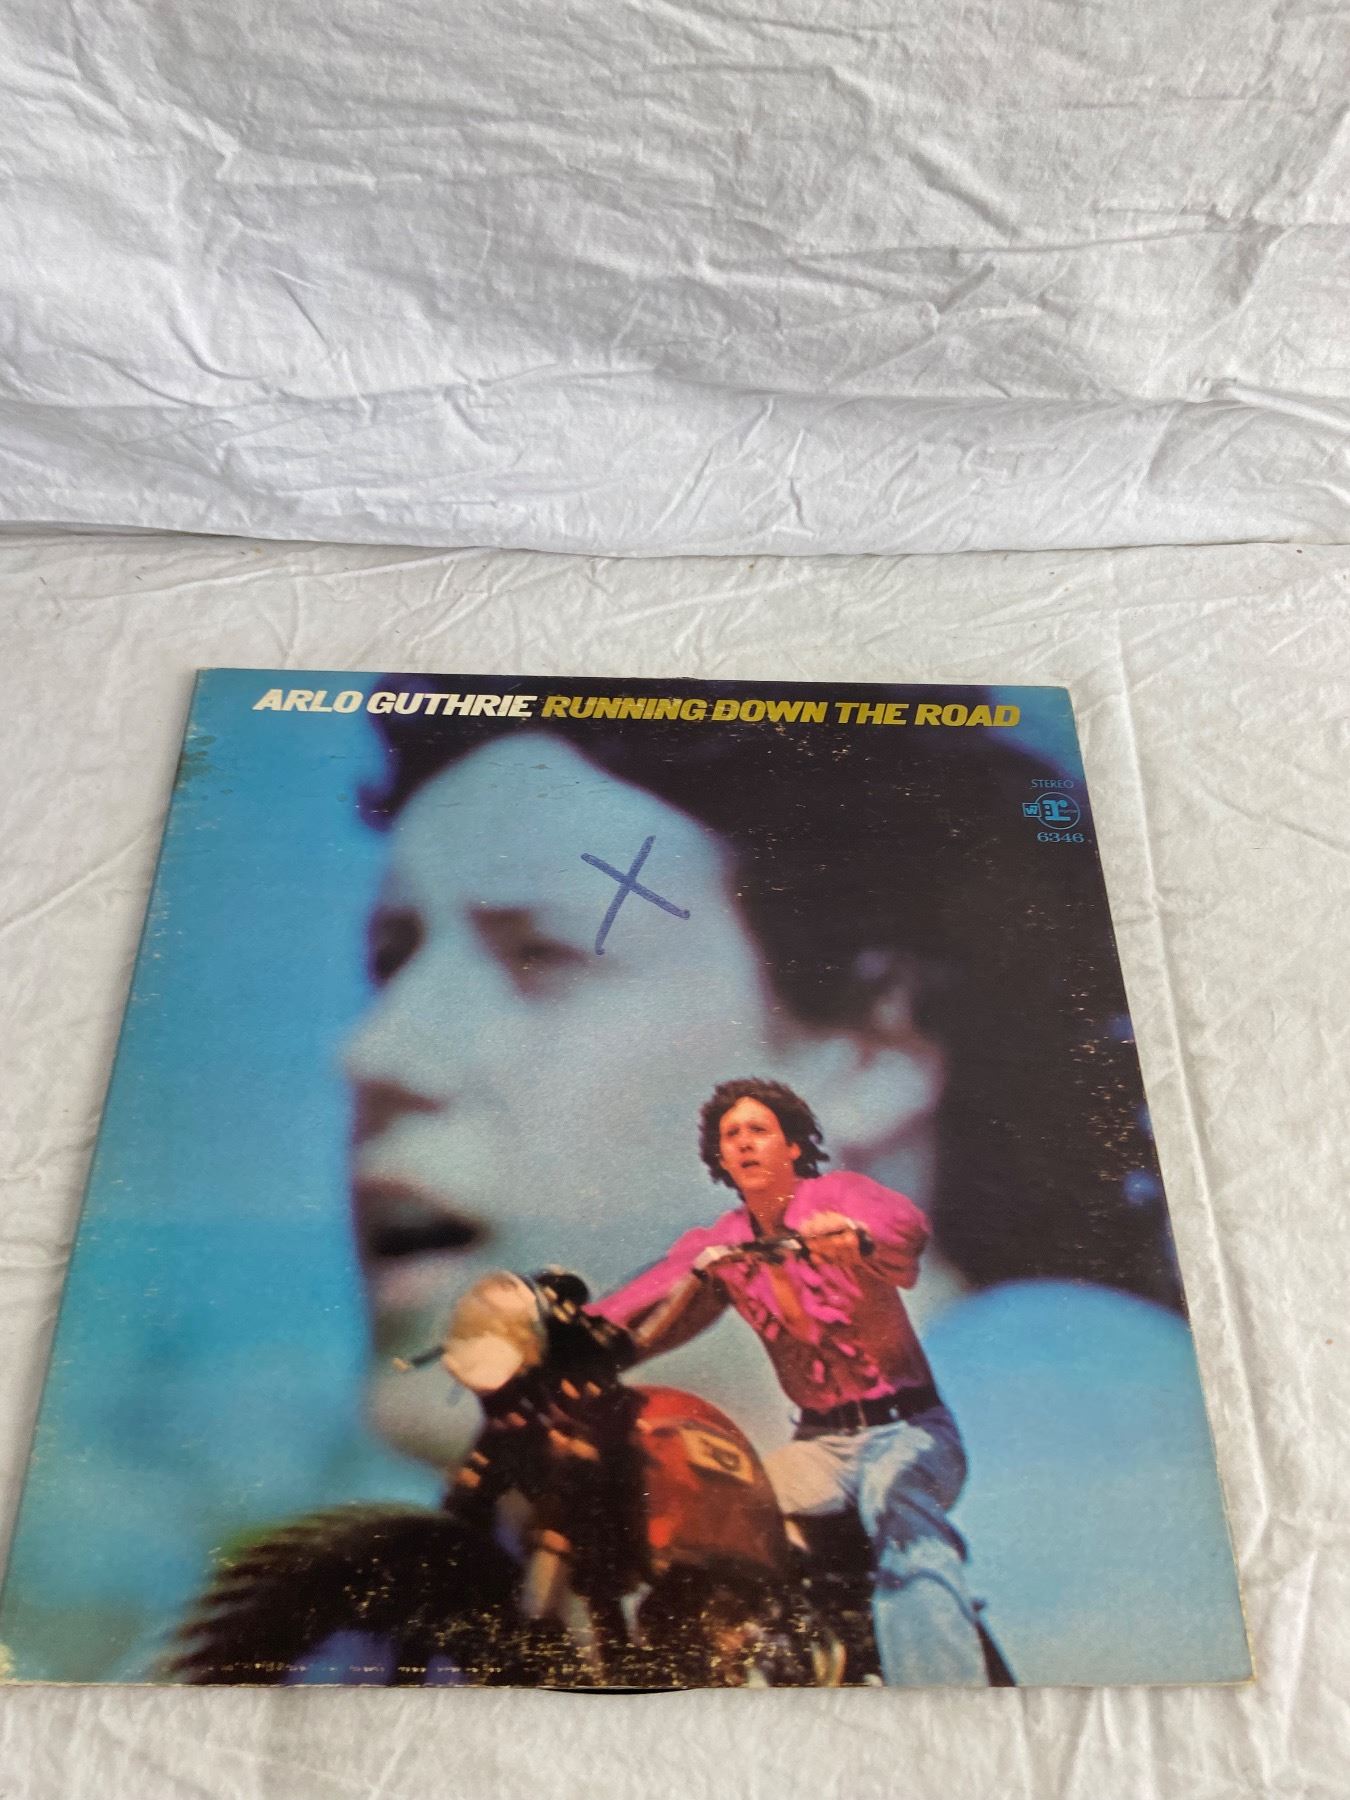 ARLO GUTHRIE RUNNING DOWN THE ROAD
STEREO
W
6346
X